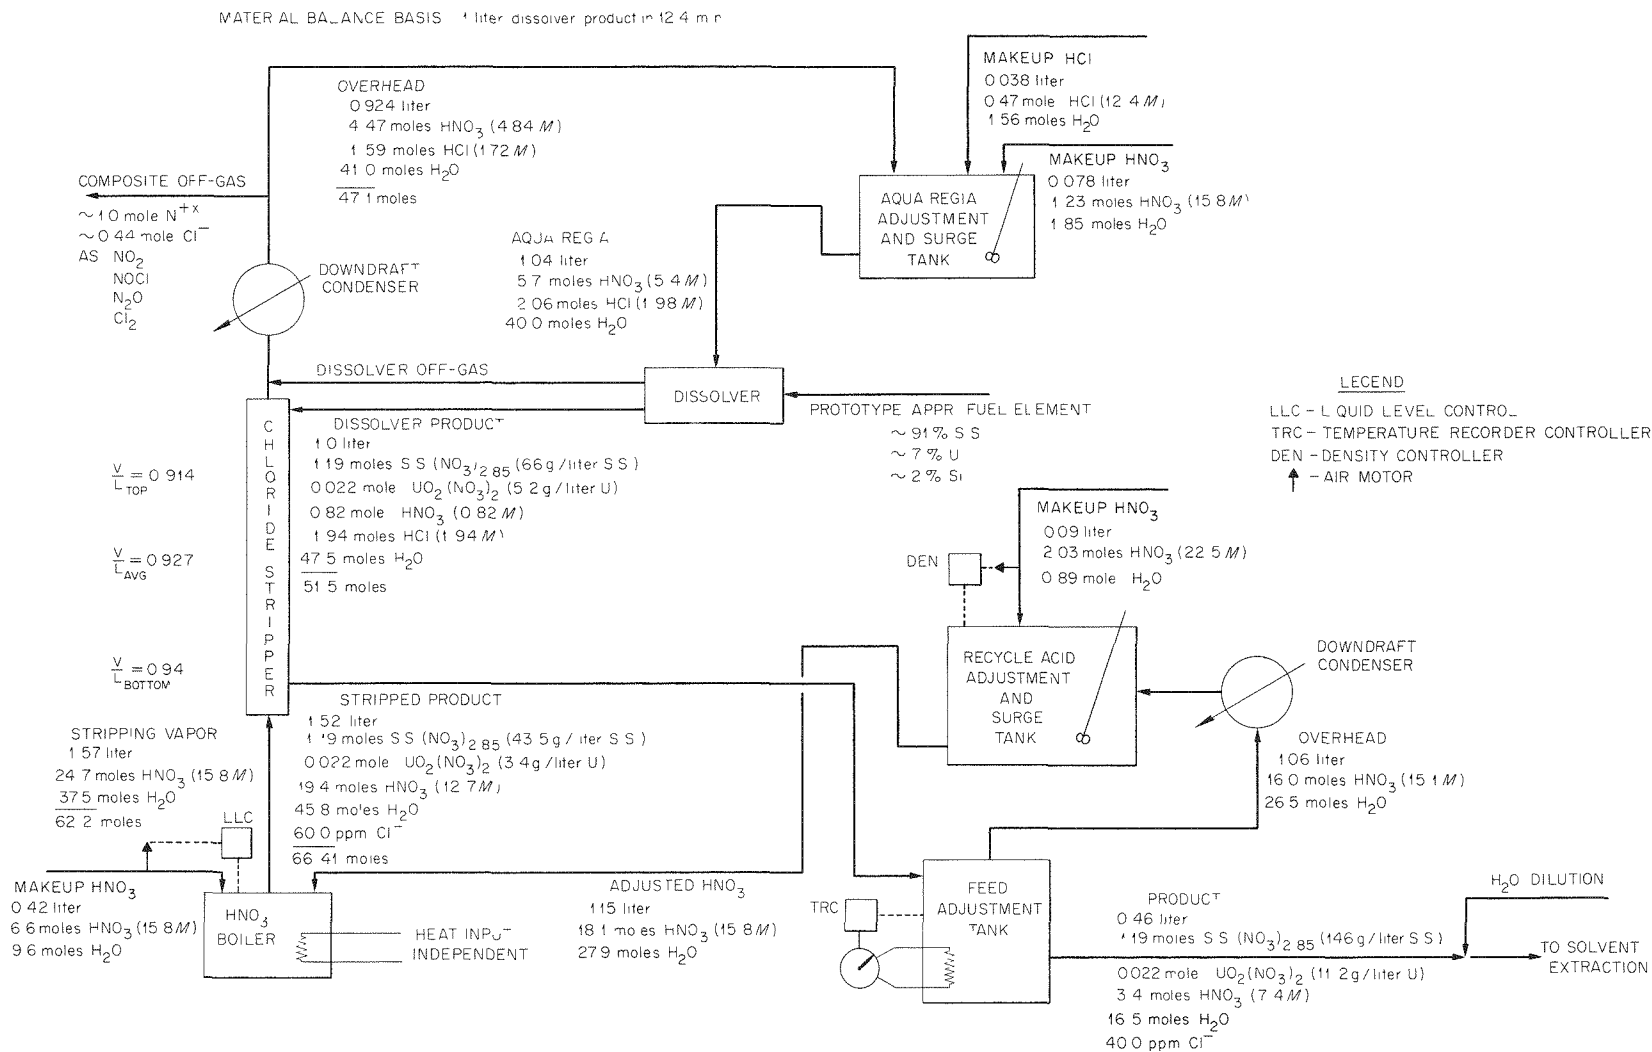 MATER AL BALANCE BASIS 1 liter dissolver product in 12 4 min
MAKEUP HCl
0 038 liter
0 47 mole HCl (12 4 M)
1 56 moles H2O
OVERHEAD
0 924 liter
4 47 moles HNO3 (4 84 M)
1 59 moles HCl (1 72 M)
41 0 moles H2O
47 1 moles
MAKEUP HNO3
0 078 liter
1 23 moles HNO3 (15 8 M)
1 85 moles H2O
COMPOSITE OFF-GAS
~ 1 0 mole N+x
~ 0 44 mole Cl−
AS NO2
NOCl
N2O
Cl2
AQUA REGIA
ADJUSTMENT
AND SURGE
TANK
DOWNDRAFT
CONDENSER
AQUA REG A
1 04 liter
5 7 moles HNO3 (5 4 M)
2 06 moles HCl (1 98 M)
40 0 moles H2O
DISSOLVER OFF-GAS
DISSOLVER
PROTOTYPE APPR FUEL ELEMENT
~ 91 % S S
~ 7 % U
~ 2 % Si
LEGEND
LLC – L QUID LEVEL CONTROL
TRC – TEMPERATURE RECORDER CONTROLLER
DEN – DENSITY CONTROLLER
– AIR MOTOR
CHLORIDE STRIPPER
DISSOLVER PRODUCT
1 0 liter
1 19 moles S S (NO3)2 85 (66 g / liter S S)
0 022 mole UO2(NO3)2 (5 2 g / liter U)
0 82 mole HNO3 (0 82 M)
1 94 moles HCl (1 94 M)
47 5 moles H2O
51 5 moles
V/L TOP = 0 914
V/L AVG = 0 927
V/L BOTTOM = 0 94
MAKEUP HNO3
0 09 liter
2 03 moles HNO3 (22 5 M)
0 89 mole H2O
DEN
RECYCLE ACID
ADJUSTMENT
AND
SURGE
TANK
DOWNDRAFT
CONDENSER
STRIPPED PRODUCT
1 52 liter
1 19 moles S S (NO3)2 85 (43 5 g / liter S S)
0 022 mole UO2(NO3)2 (3 4 g / liter U)
19 4 moles HNO3 (12 7 M)
45 8 moles H2O
60 0 ppm Cl−
66 41 moles
STRIPPING VAPOR
1 57 liter
24 7 moles HNO3 (15 8 M)
37 5 moles H2O
62 2 moles
LLC
OVERHEAD
1 06 liter
16 0 moles HNO3 (15 1 M)
26 5 moles H2O
MAKEUP HNO3
0 42 liter
6 6 moles HNO3 (15 8 M)
9 6 moles H2O
HNO3
BOILER
HEAT INPUT
INDEPENDENT
ADJUSTED HNO3
1 15 liter
18 1 moles HNO3 (15 8 M)
27 9 moles H2O
TRC
FEED
ADJUSTMENT
TANK
PRODUCT
0 46 liter
1 19 moles S S (NO3)2 85 (146 g / liter S S)
0 022 mole UO2(NO3)2 (11 2 g / liter U)
3 4 moles HNO3 (7 4 M)
16 5 moles H2O
40 0 ppm Cl−
H2O DILUTION
TO SOLVENT
EXTRACTION